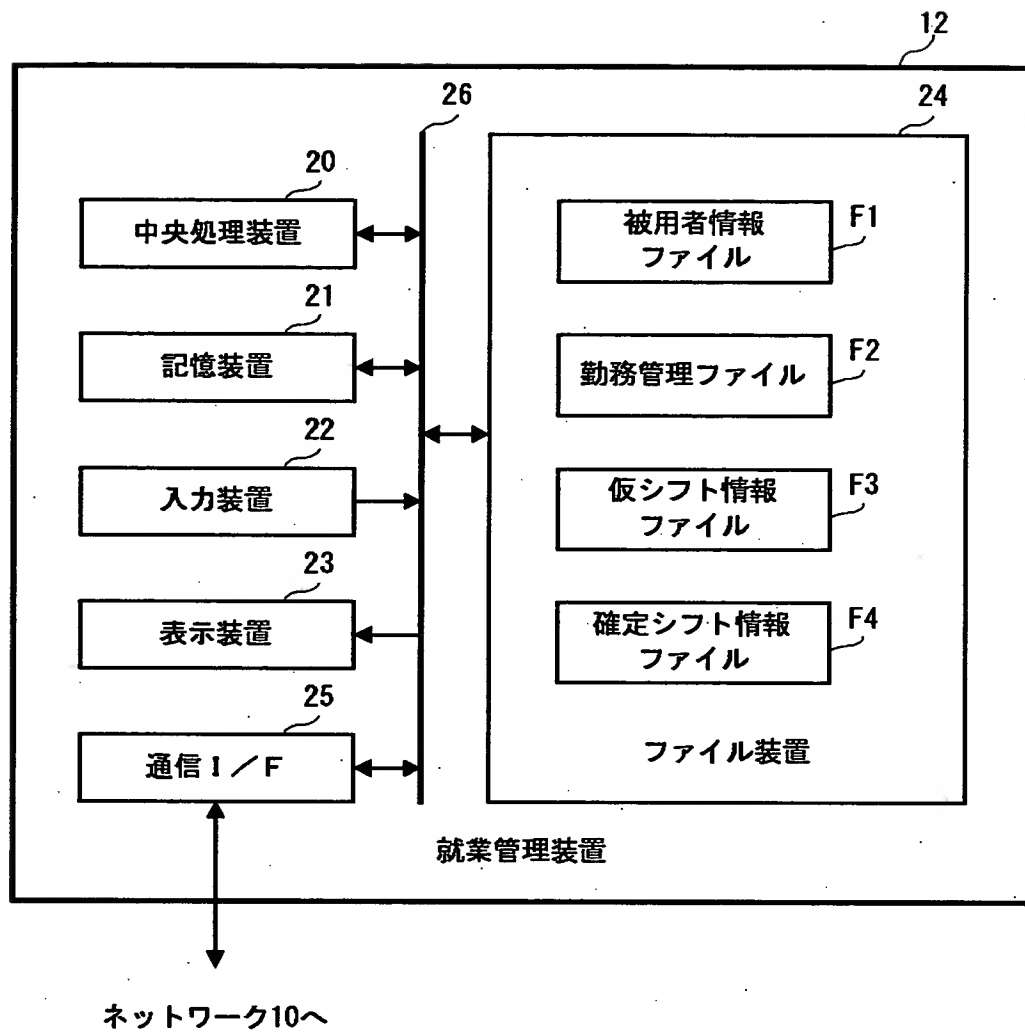 12
26
24
20
中央処理装置
被用者情報
ファイル
F1
21
記憶装置
勤務管理ファイル
F2
22
入力装置
仮シフト情報
ファイル
F3
23
表示装置
確定シフト情報
ファイル
F4
25
通信Ｉ／Ｆ
ファイル装置
就業管理装置
ネットワーク10へ